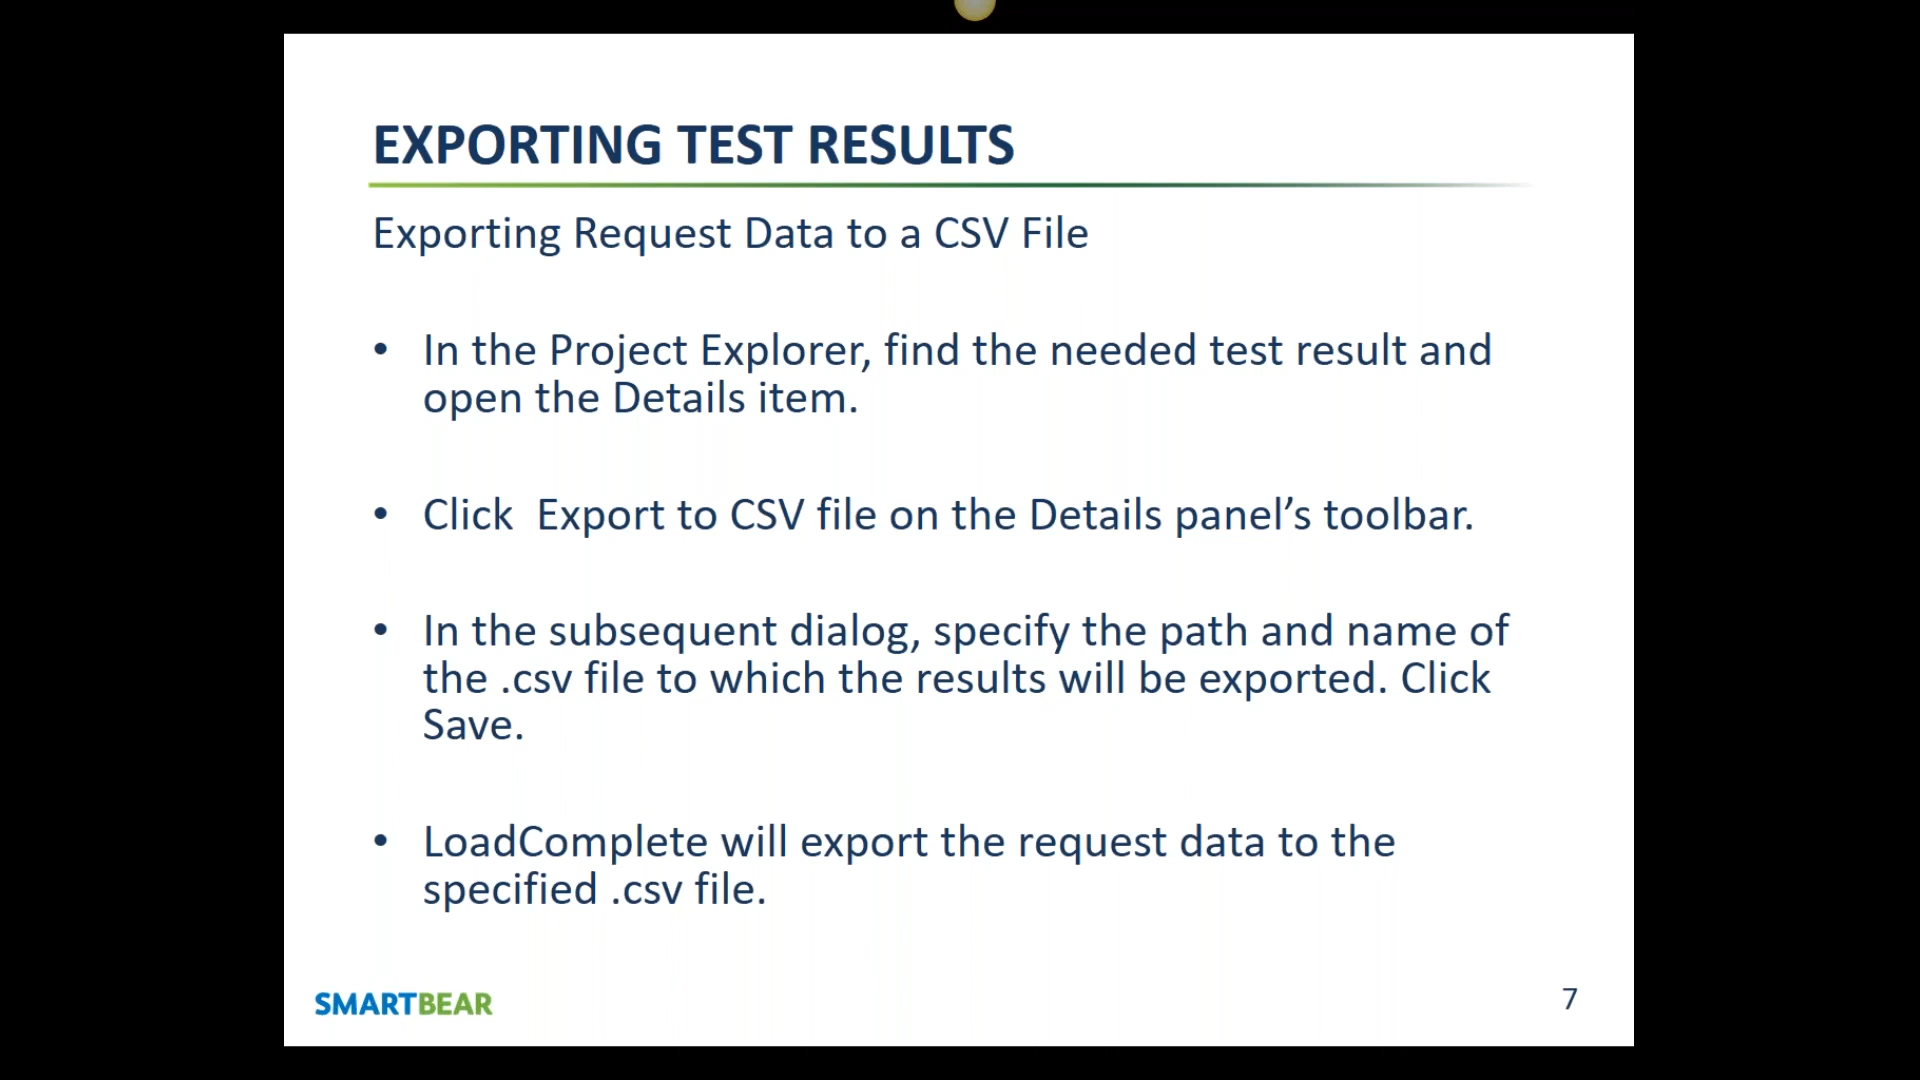 EXPORTING TEST RESULTS
Exporting Request Data to a CSV File
• In the Project Explorer, find the needed test result and
open the Details item.
• Click  Export to CSV file on the Details panel’s toolbar.
• In the subsequent dialog, specify the path and name of
the .csv file to which the results will be exported. Click
Save.
• LoadComplete will export the request data to the
specified .csv file.
SMARTBEAR
7